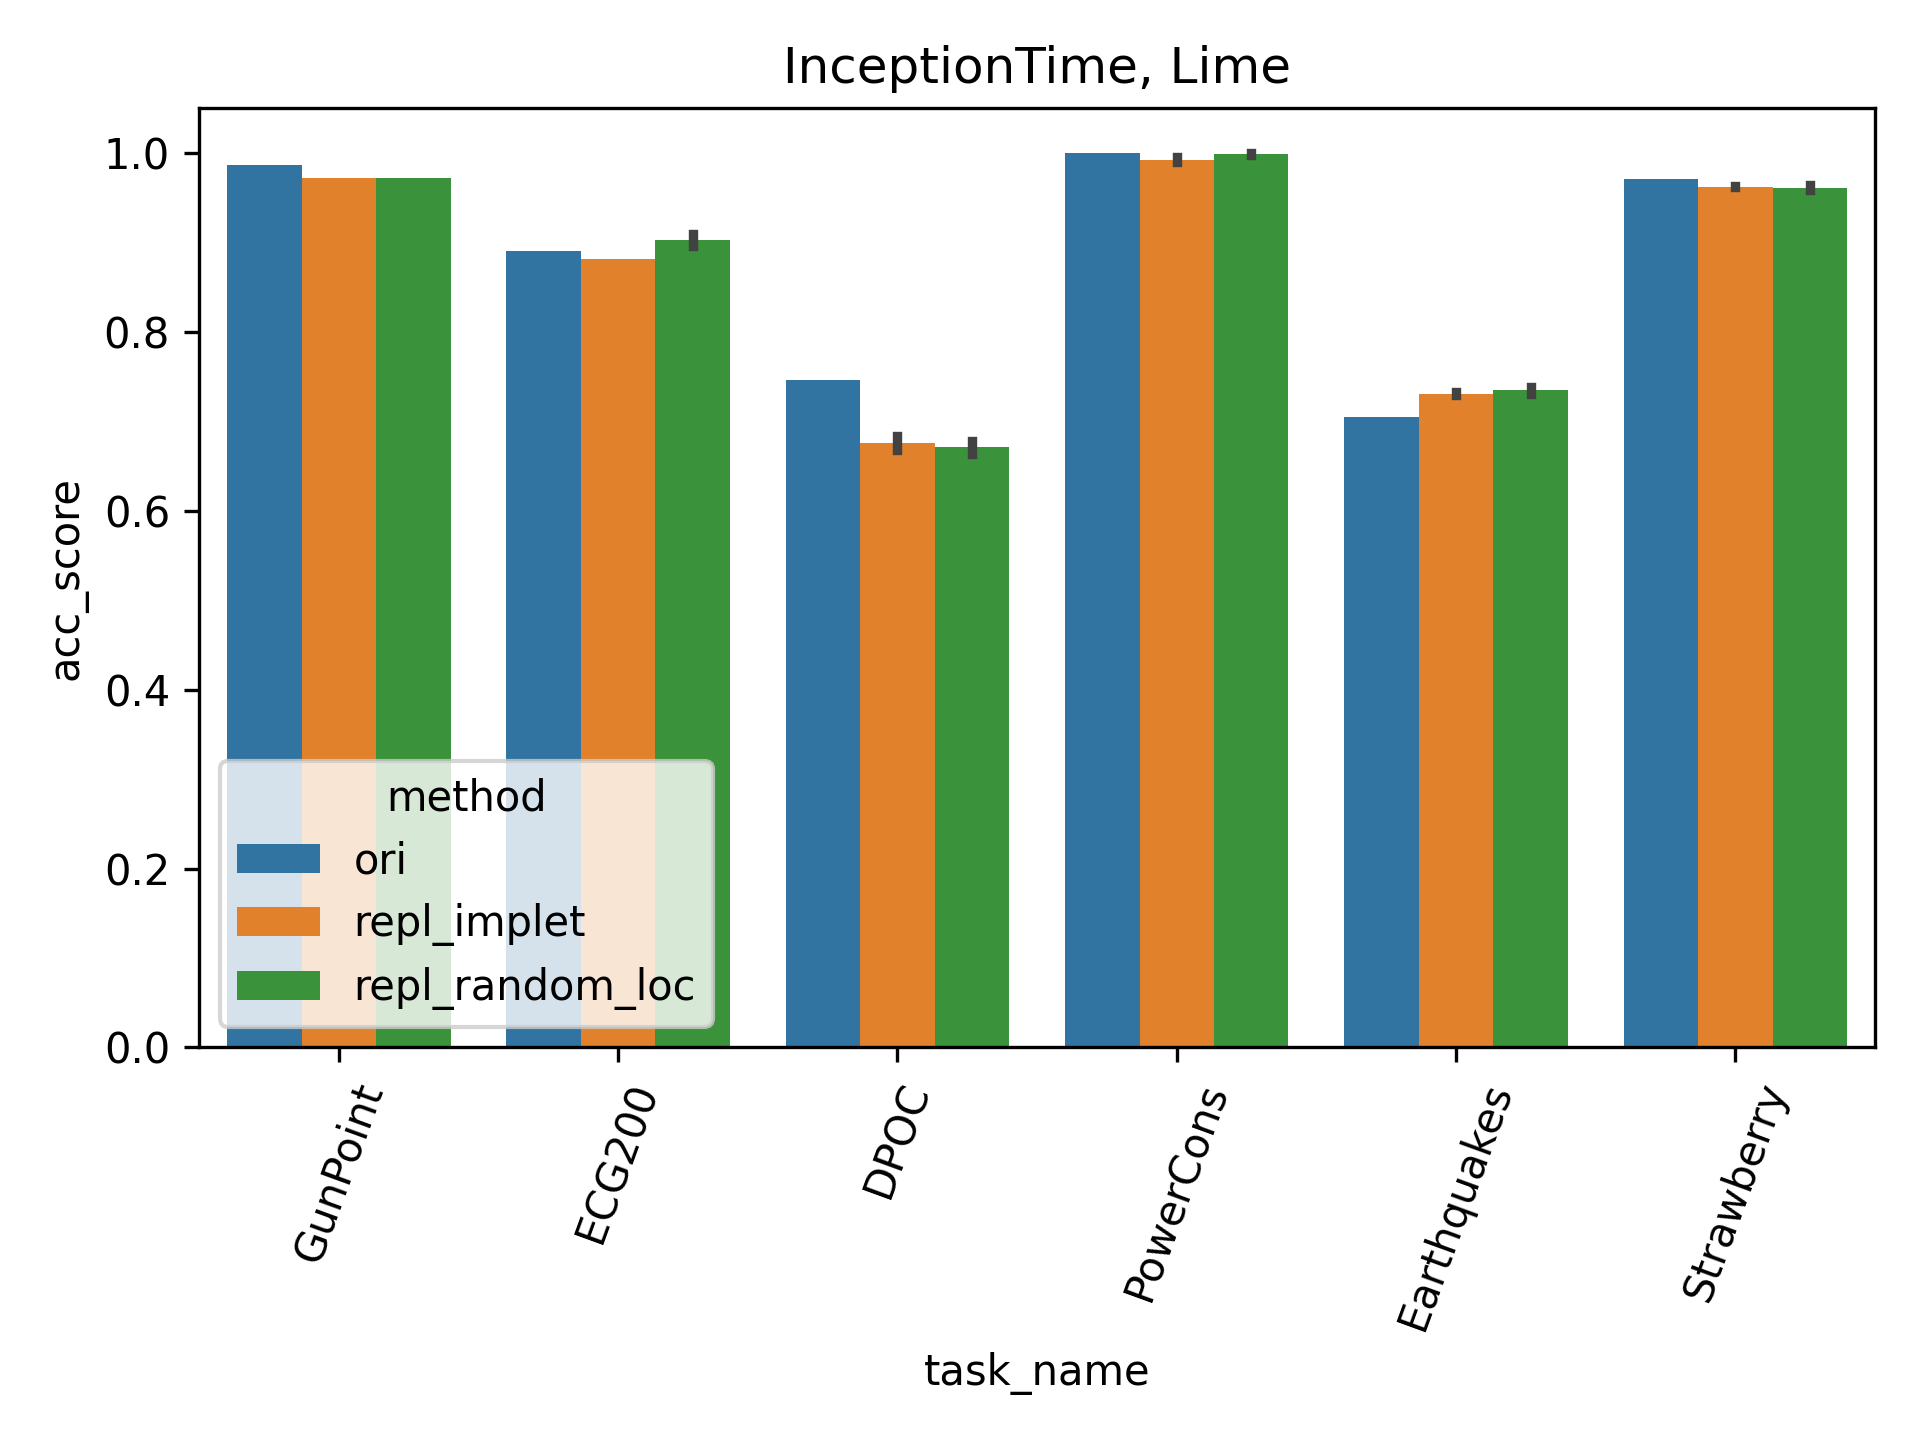 InceptionTime, Lime
acc_score
1.0
0.8
0.6
0.4
0.2
0.0
method
ori
repl_implet
repl_random_loc
GunPoint
ECG200
DPOC
PowerCons
Earthquakes
Strawberry
task_name